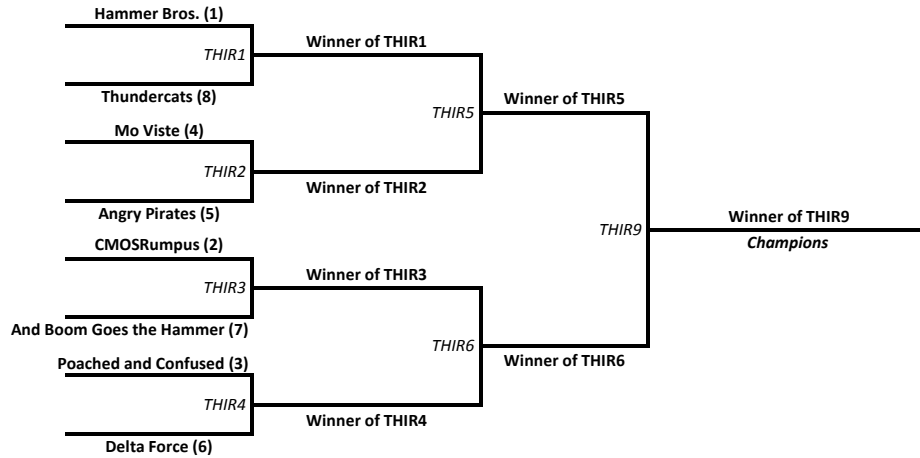 Hammer Bros. (1)
THIR1
Thundercats (8)
Winner of THIR1
Mo Viste (4)
THIR2
Angry Pirates (5)
Winner of THIR2
THIR5
Winner of THIR5
CMOSRumpus (2)
THIR3
And Boom Goes the Hammer (7)
Winner of THIR3
Poached and Confused (3)
THIR4
Delta Force (6)
Winner of THIR4
THIR6
Winner of THIR6
THIR9
Winner of THIR9
Champions